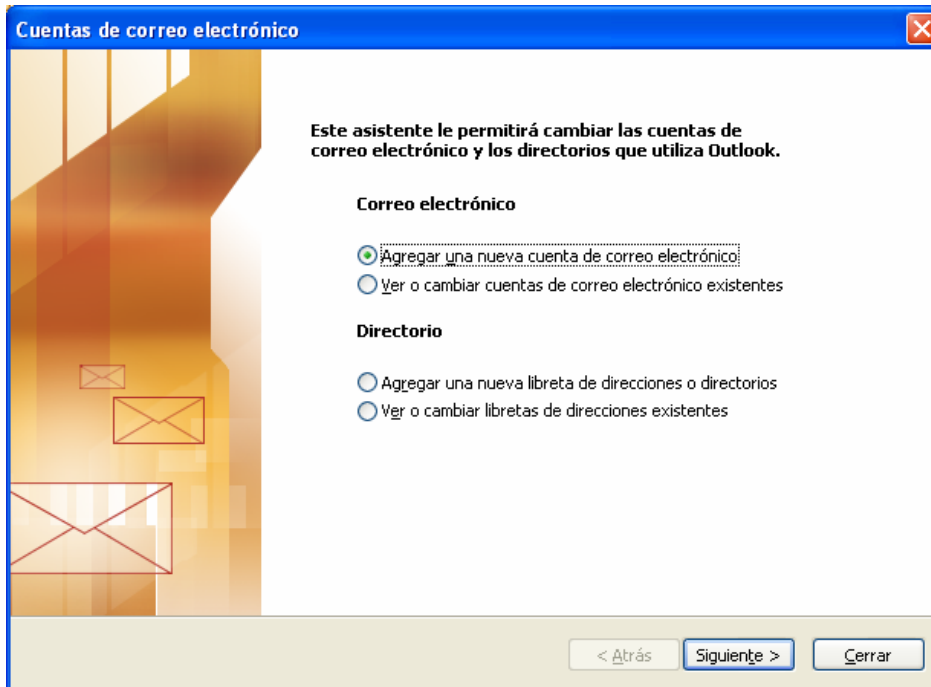 Cuentas de correo electrónico
Este asistente le permitirá cambiar las cuentas de
correo electrónico y los directorios que utiliza Outlook.
Correo electrónico
Agregar una nueva cuenta de correo electrónico
Ver o cambiar cuentas de correo electrónico existentes
Directorio
Agregar una nueva libreta de direcciones o directorios
Ver o cambiar libretas de direcciones existentes
< Atrás Siguiente > Cerrar